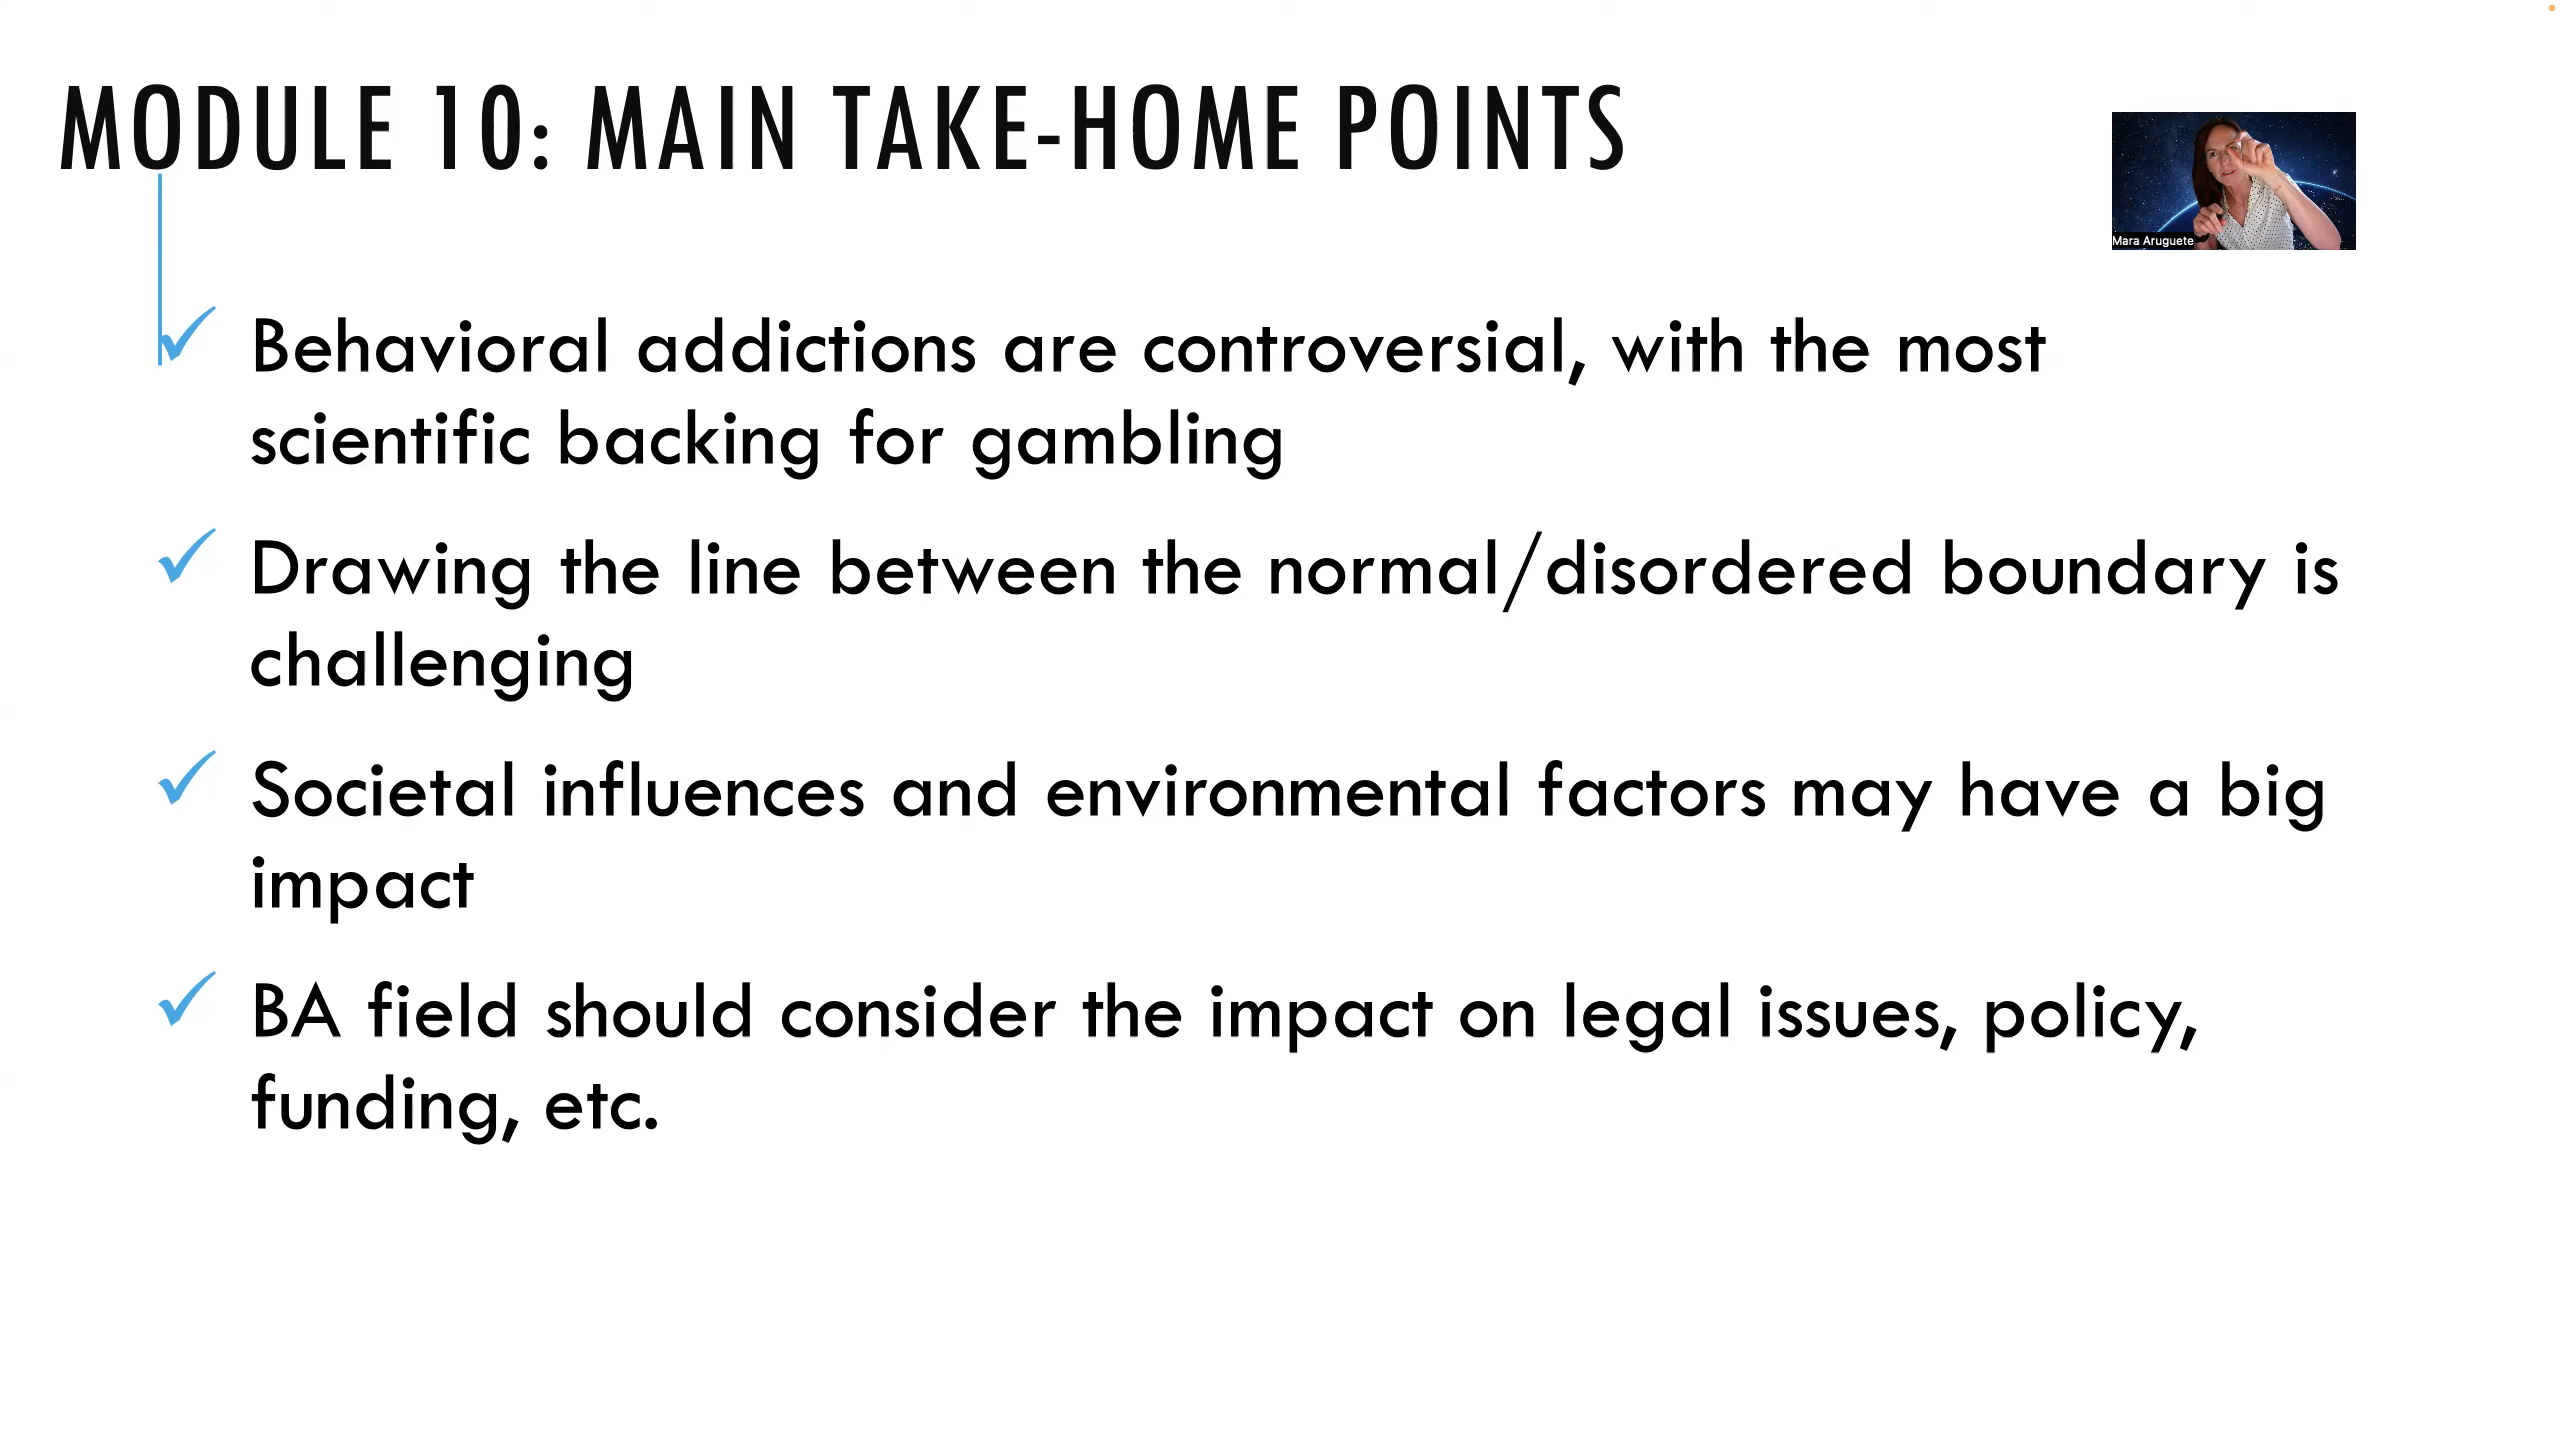 MODULE 10: MAIN TAKE-HOME POINTS
Mara Aruguete
Behavioral addictions are controversial, with the most
scientific backing for gambling
Drawing the line between the normal/disordered boundary is
challenging
Societal influences and environmental factors may have a big
impact
BA field should consider the impact on legal issues, policy,
funding, etc.